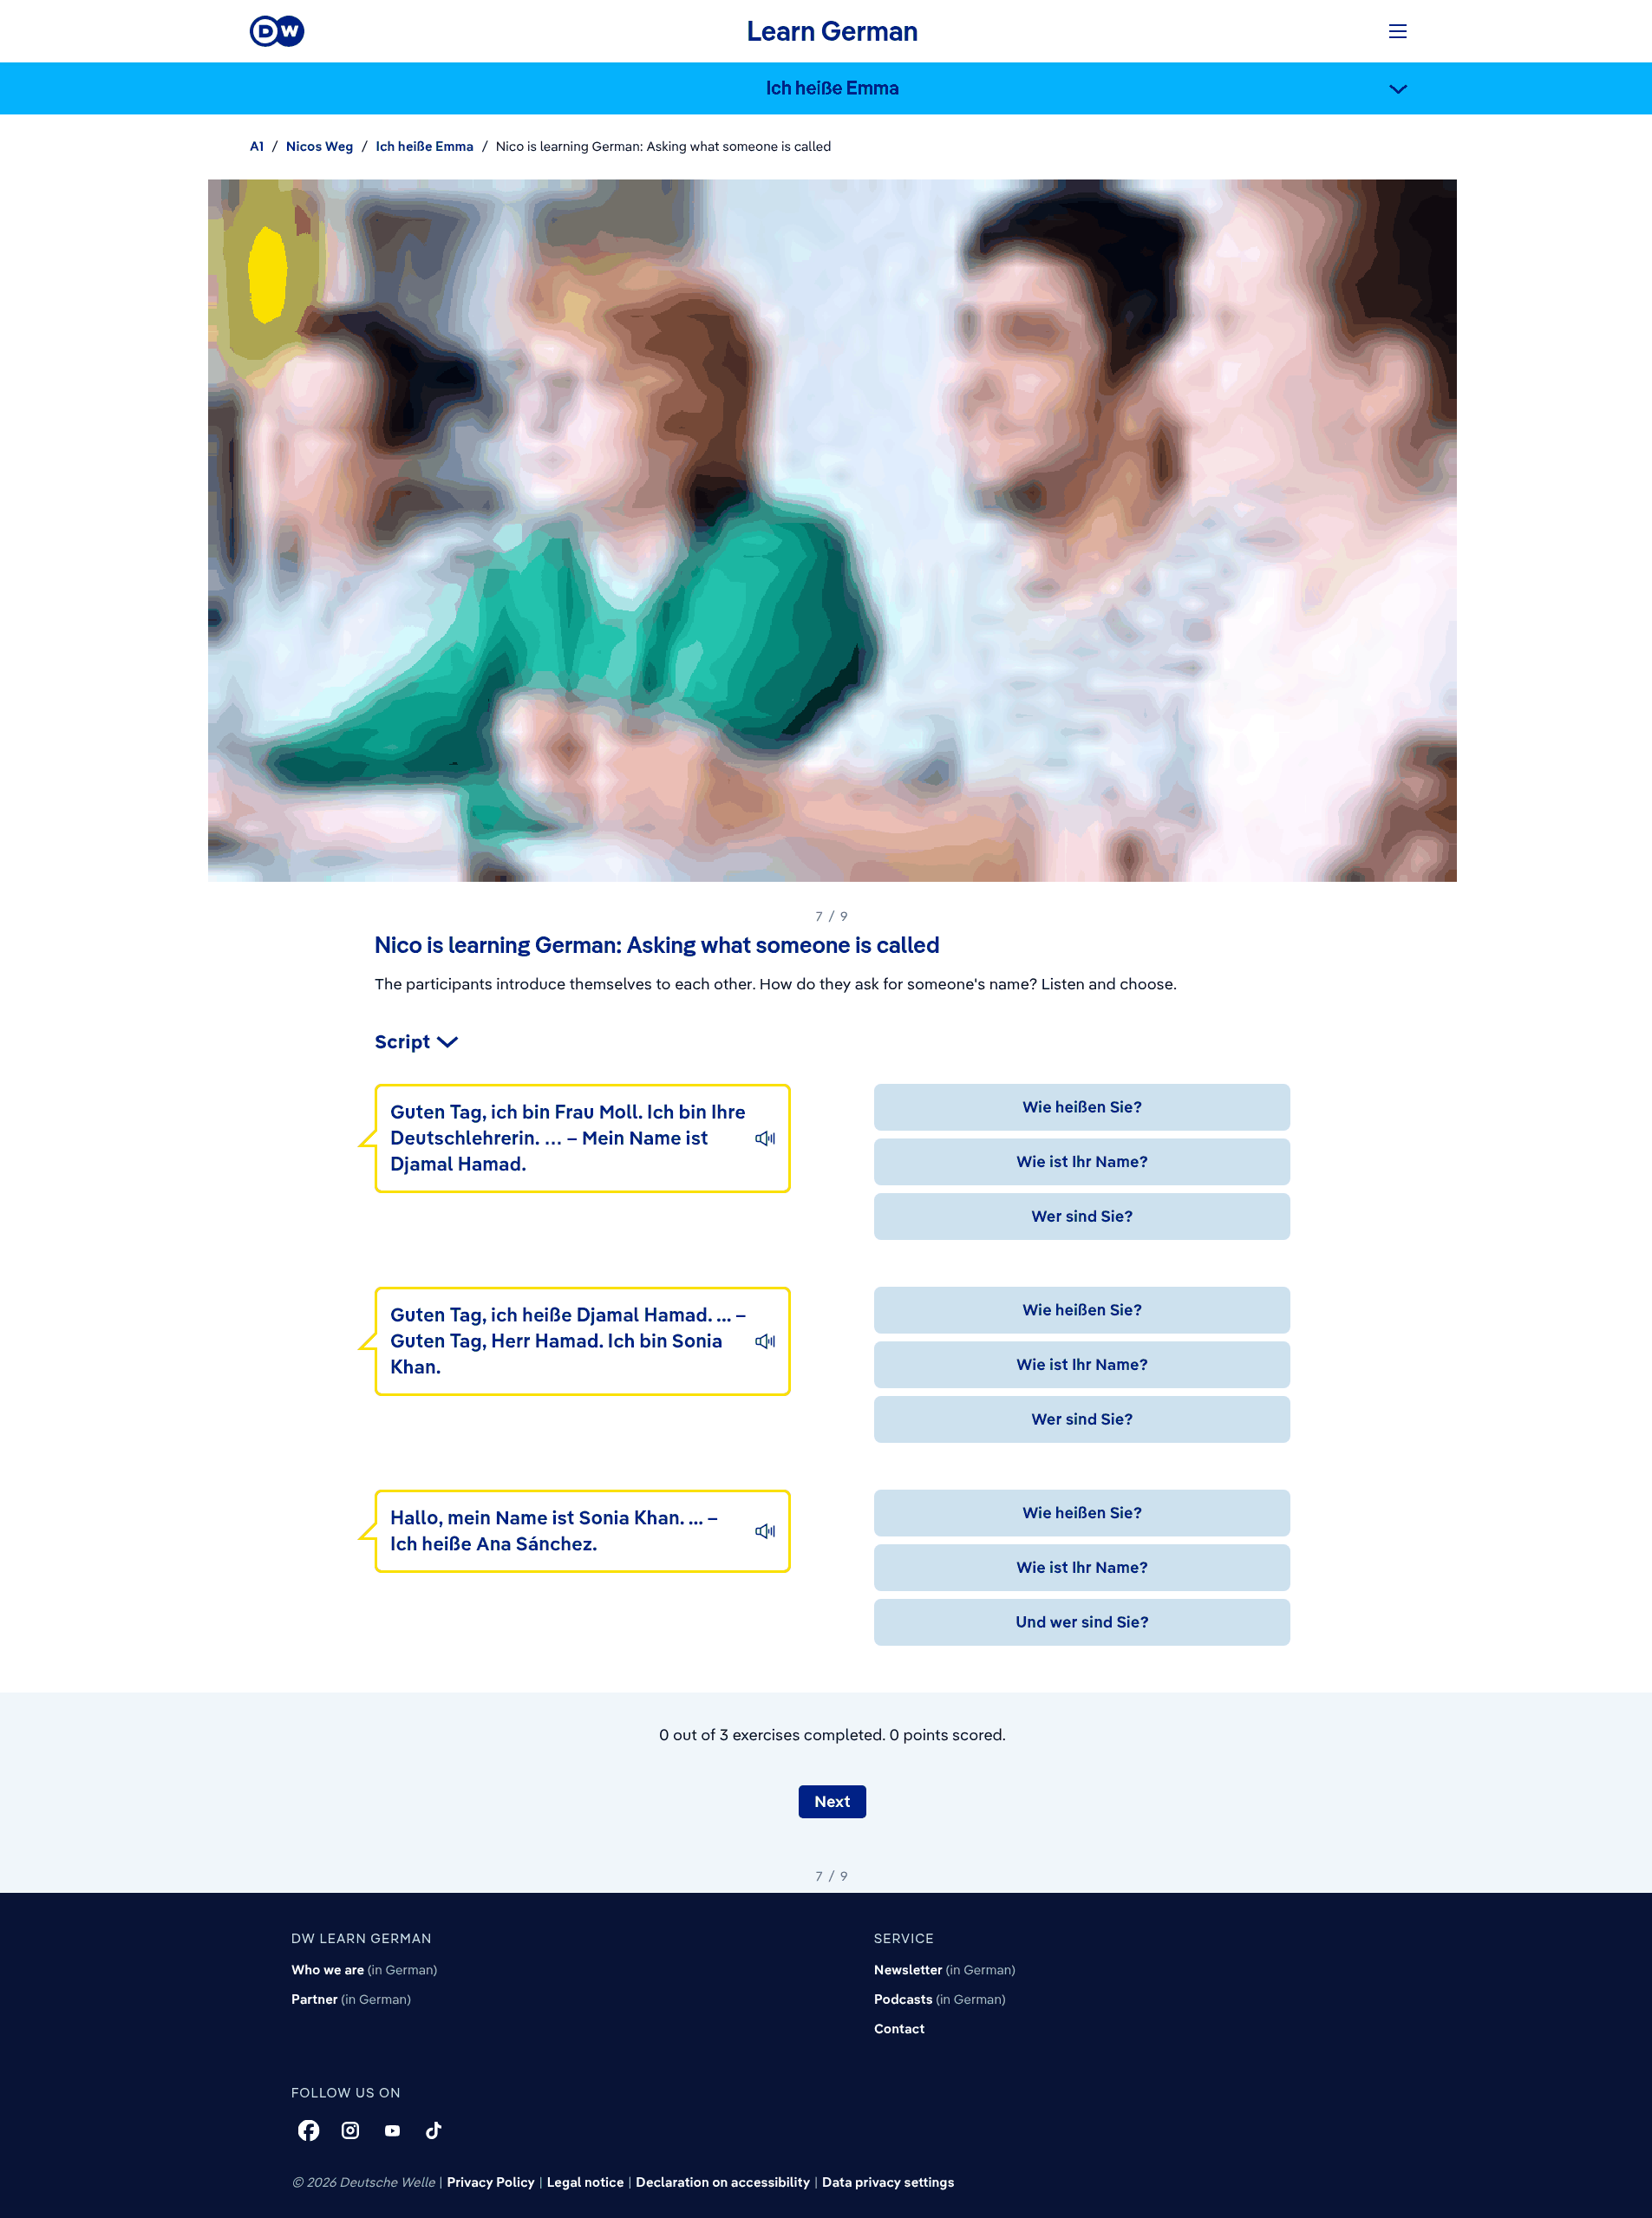 DW
Learn German
Ich heiße Emma
A1 / Nicos Weg / Ich heiße Emma / Nico is learning German: Asking what someone is called
7 / 9
Nico is learning German: Asking what someone is called
The participants introduce themselves to each other. How do they ask for someone's name? Listen and choose.
Script
Guten Tag, ich bin Frau Moll. Ich bin Ihre
Deutschlehrerin. … – Mein Name ist
Djamal Hamad.
Wie heißen Sie?
Wie ist Ihr Name?
Wer sind Sie?
Guten Tag, ich heiße Djamal Hamad. ... –
Guten Tag, Herr Hamad. Ich bin Sonia
Khan.
Wie heißen Sie?
Wie ist Ihr Name?
Wer sind Sie?
Hallo, mein Name ist Sonia Khan. ... –
Ich heiße Ana Sánchez.
Wie heißen Sie?
Wie ist Ihr Name?
Und wer sind Sie?
0 out of 3 exercises completed. 0 points scored.
Next
7 / 9
DW LEARN GERMAN
Who we are (in German)
Partner (in German)
SERVICE
Newsletter (in German)
Podcasts (in German)
Contact
FOLLOW US ON
© 2026 Deutsche Welle | Privacy Policy | Legal notice | Declaration on accessibility | Data privacy settings